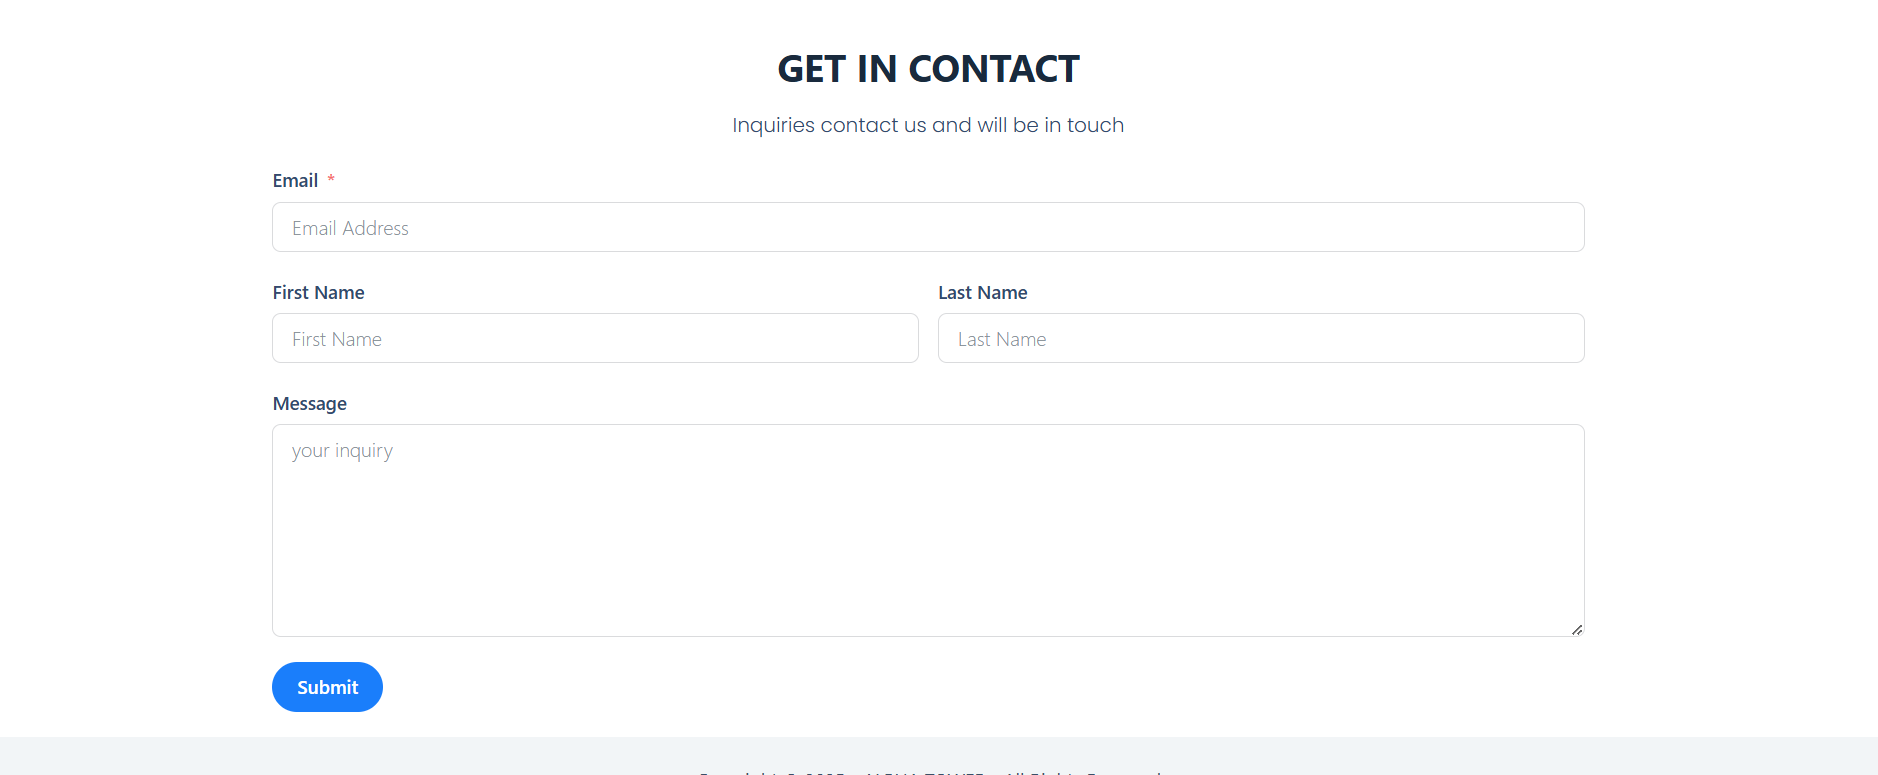 GET IN CONTACT
Inquiries contact us and will be in touch
Email *
Email Address
First Name
Last Name
First Name
Last Name
Message
your inquiry
Submit